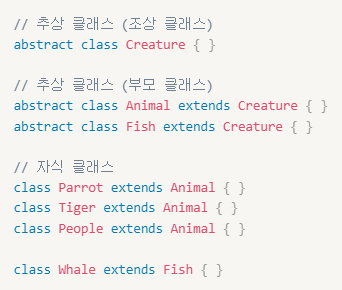 // 추상 클래스 (조상 클래스)
abstract class Creature { }
// 추상 클래스 (부모 클래스)
abstract class Animal extends Creature { }
abstract class Fish extends Creature { }
// 자식 클래스
class Parrot extends Animal { }
class Tiger extends Animal { }
class People extends Animal { }
class Whale extends Fish { }